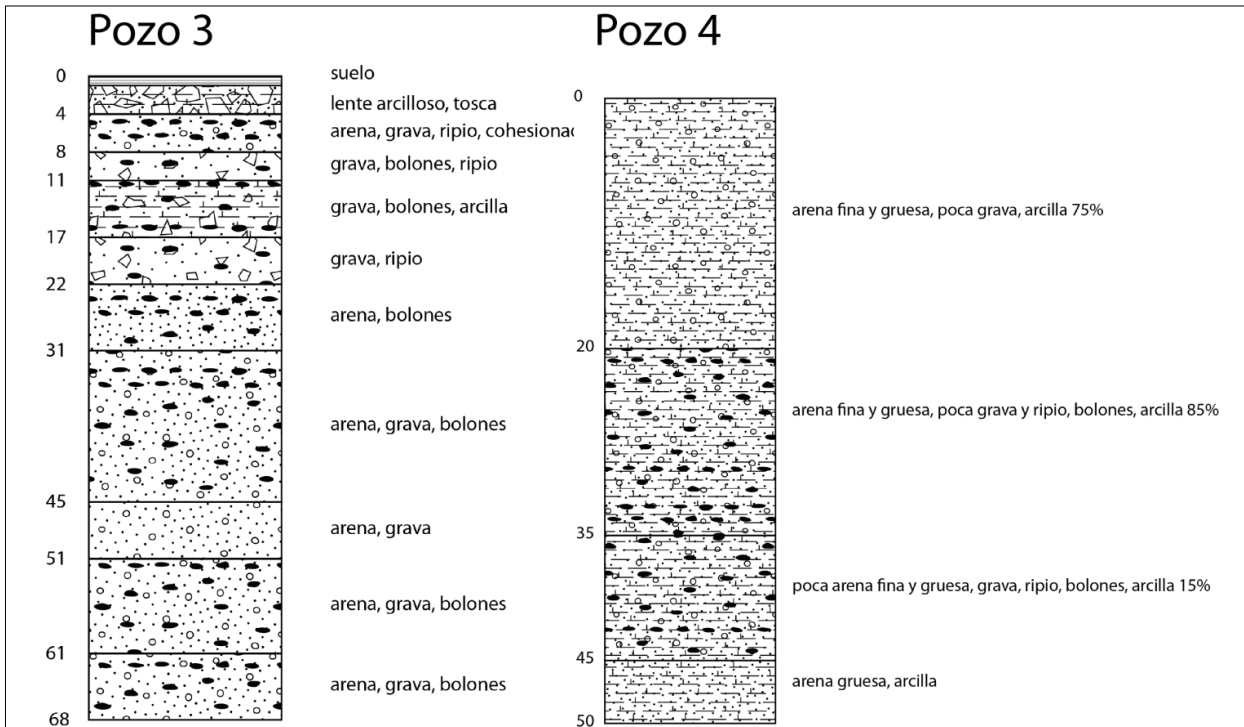 Pozo 3
0
suelo
lente arcilloso, tosca
4
arena, grava, ripio, cohesionac
8
grava, bolones, ripio
11
grava, bolones, arcilla
17
grava, ripio
22
arena, bolones
31
arena, grava, bolones
45
arena, grava
51
arena, grava, bolones
61
arena, grava, bolones
68
Pozo 4
0
arena fina y gruesa, poca grava, arcilla 75%
20
arena fina y gruesa, poca grava y ripio, bolones, arcilla 85%
35
poca arena fina y gruesa, grava, ripio, bolones, arcilla 15%
45
arena gruesa, arcilla
50